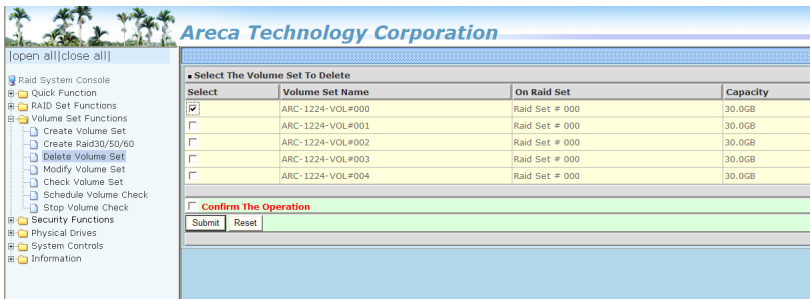 Areca Technology Corporation
|open all|close all|
Raid System Console
Quick Function
RAID Set Functions
Volume Set Functions
Create Volume Set
Create Raid30/50/60
Delete Volume Set
Modify Volume Set
Check Volume Set
Schedule Volume Check
Stop Volume Check
Security Functions
Physical Drives
System Controls
Information
Select The Volume Set To Delete
Select Volume Set Name On Raid Set Capacity
ARC-1224-VOL#000 Raid Set # 000 30.0GB
ARC-1224-VOL#001 Raid Set # 000 30.0GB
ARC-1224-VOL#002 Raid Set # 000 30.0GB
ARC-1224-VOL#003 Raid Set # 000 30.0GB
ARC-1224-VOL#004 Raid Set # 000 30.0GB
Confirm The Operation
Submit Reset